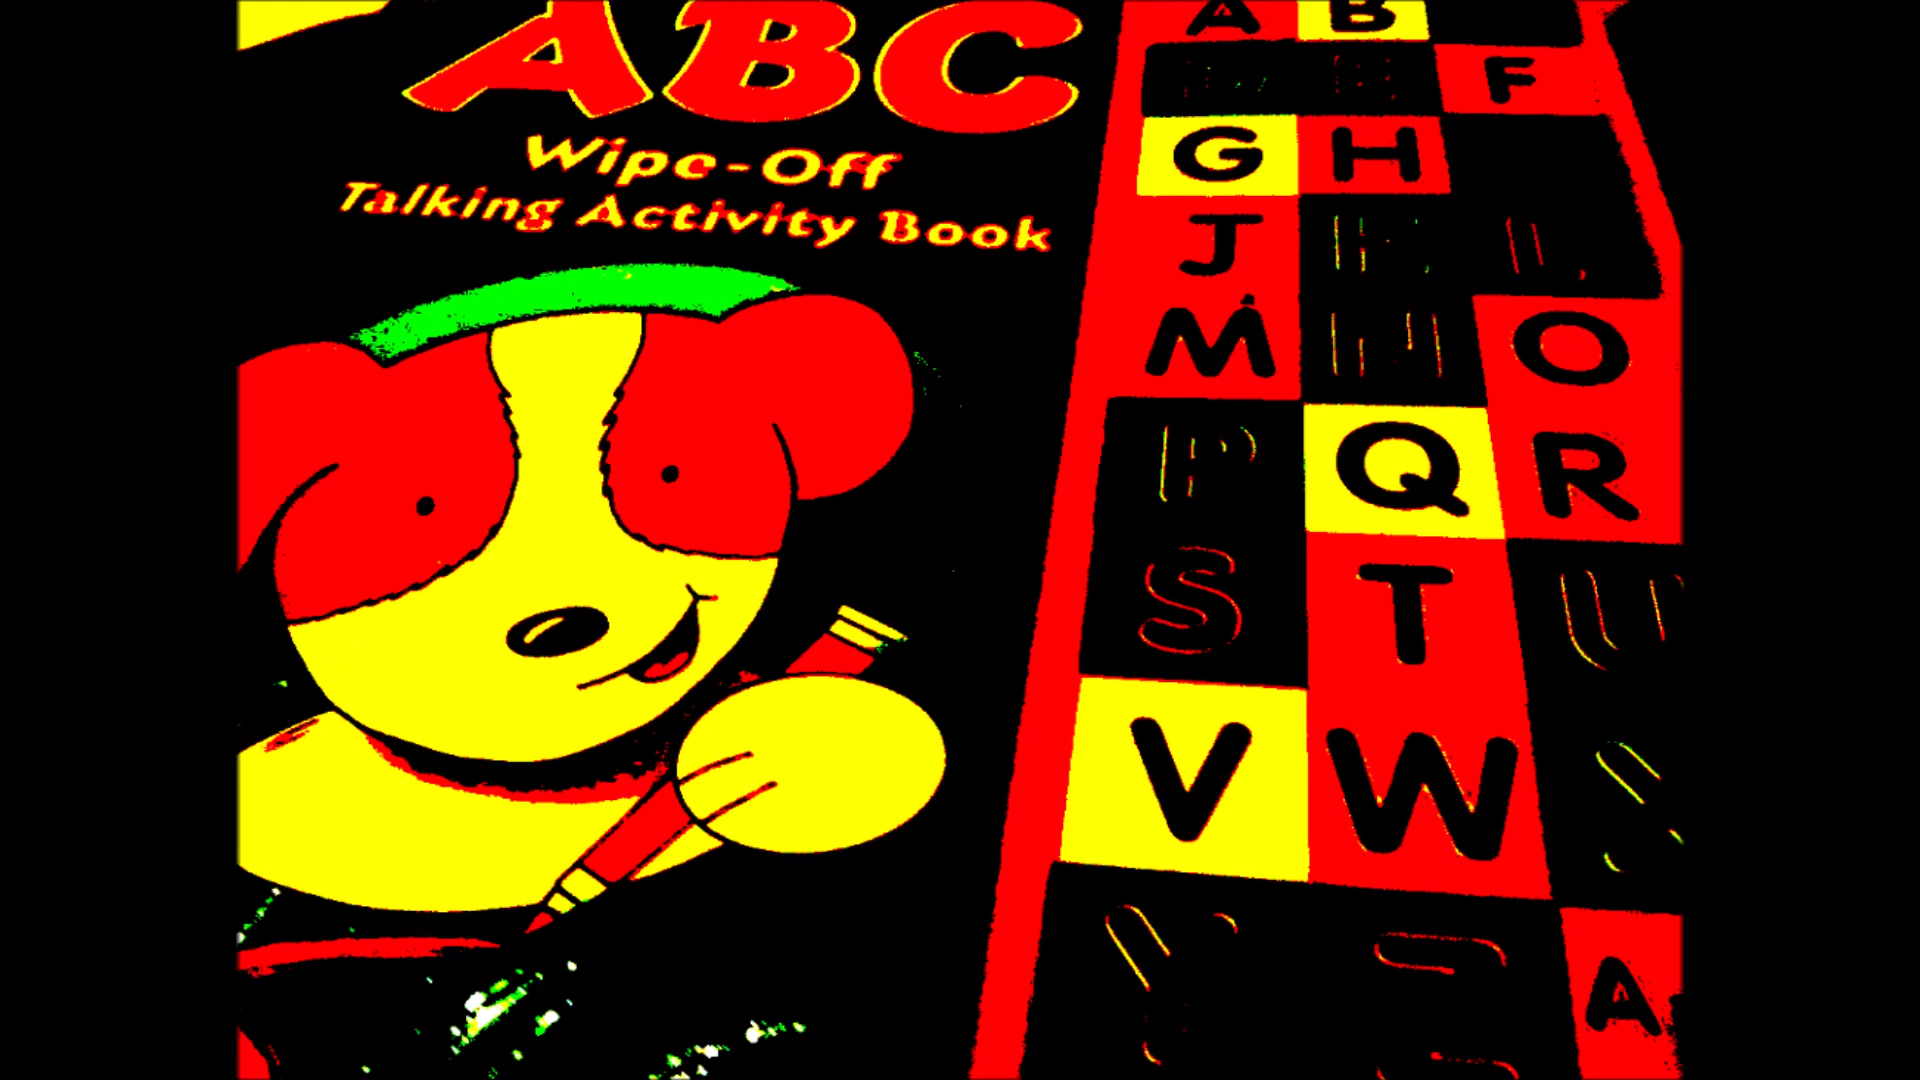 ABC
Wipe-Off
Talking Activity Book
A B
F
G H
J K L
M N O
P Q R
S T U
V W X
Y
A